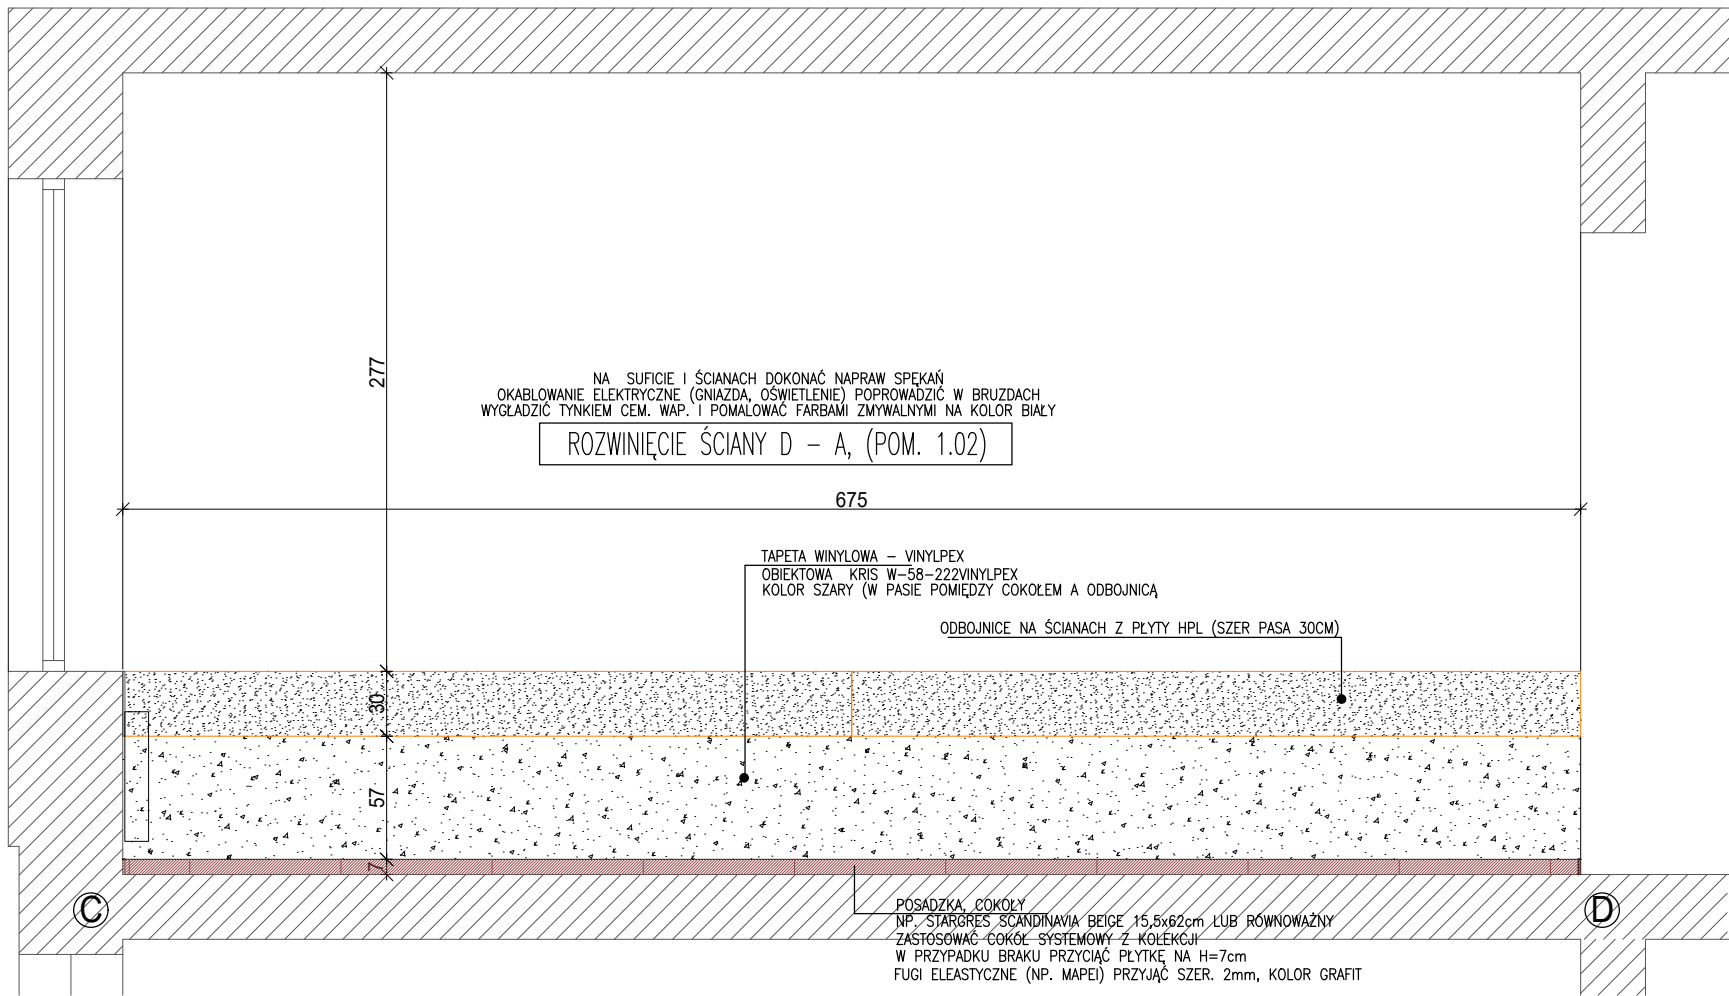 277
NA SUFICIE I ŚCIANACH DOKONAĆ NAPRAW SPĘKAŃ
OKABLOWANIE ELEKTRYCZNE (GNIAZDA, OŚWIETLENIE) POPROWADZIĆ W BRUZDACH
WYGŁADZIĆ TYNKIEM CEM. WAP. I POMALOWAĆ FARBAMI ZMYWALNYMI NA KOLOR BIAŁY
ROZWINIĘCIE ŚCIANY D – A, (POM. 1.02)
675
TAPETA WINYLOWA – VINYLPEX
OBIEKTOWA KRIS W–58–222VINYLPEX
KOLOR SZARY (W PASIE POMIĘDZY COKOŁEM A ODBOJNICĄ
ODBOJNICE NA ŚCIANACH Z PŁYTY HPL (SZER PASA 30CM)
30
57
7
C
D
POSADZKA, COKOŁY
NP. STARGRES SCANDINAVIA BEIGE 15,5x62cm LUB RÓWNOWAŻNY
ZASTOSOWAĆ COKÓŁ SYSTEMOWY Z KOLEKCJI
W PRZYPADKU BRAKU PRZYCIĄĆ PŁYTKĘ NA H=7cm
FUGI ELEASTYCZNE (NP. MAPEI) PRZYJĄĆ SZER. 2mm, KOLOR GRAFIT